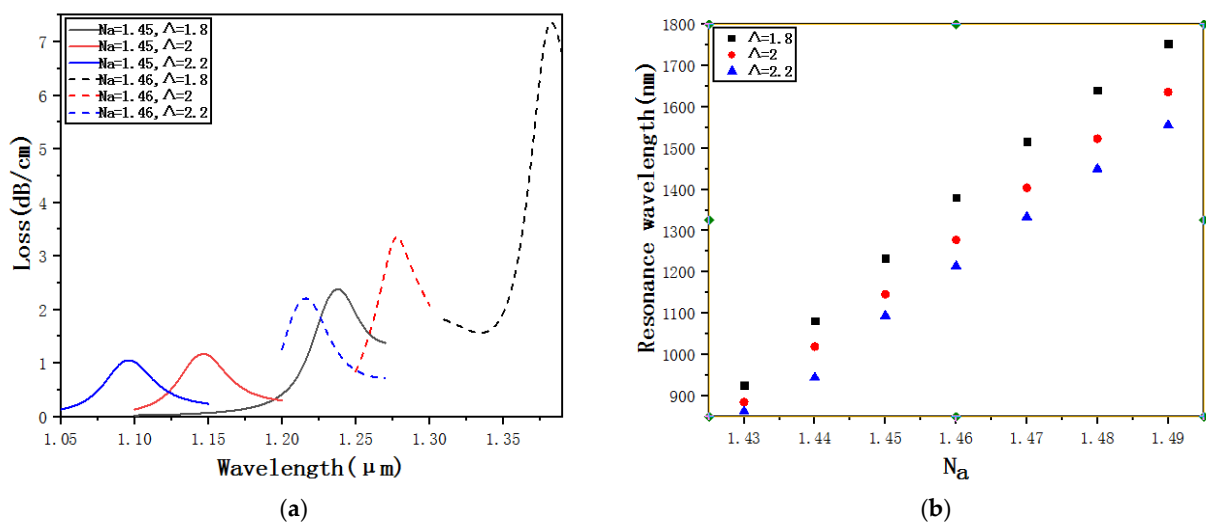 Na=1.45,Λ=1.8
Na=1.45,Λ=2
Na=1.45,Λ=2.2
Na=1.46,Λ=1.8
Na=1.46,Λ=2
Na=1.46,Λ=2.2
7
6
5
4
3
2
1
0
Loss(dB/cm)
1.05 1.10 1.15 1.20 1.25 1.30 1.35
Wavelength(μm)
(a)
Λ=1.8
Λ=2
Λ=2.2
1800
1700
1600
1500
1400
1300
1200
1100
1000
900
Resonance wavelength(nm)
1.43 1.44 1.45 1.46 1.47 1.48 1.49
Na
(b)